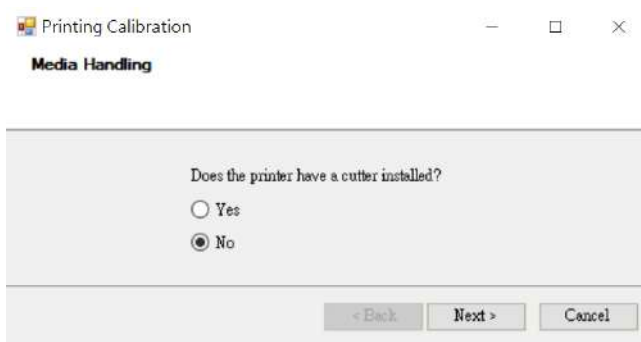 Printing Calibration
Media Handling
Does the printer have a cutter installed?
Yes
No
< Back
Next >
Cancel